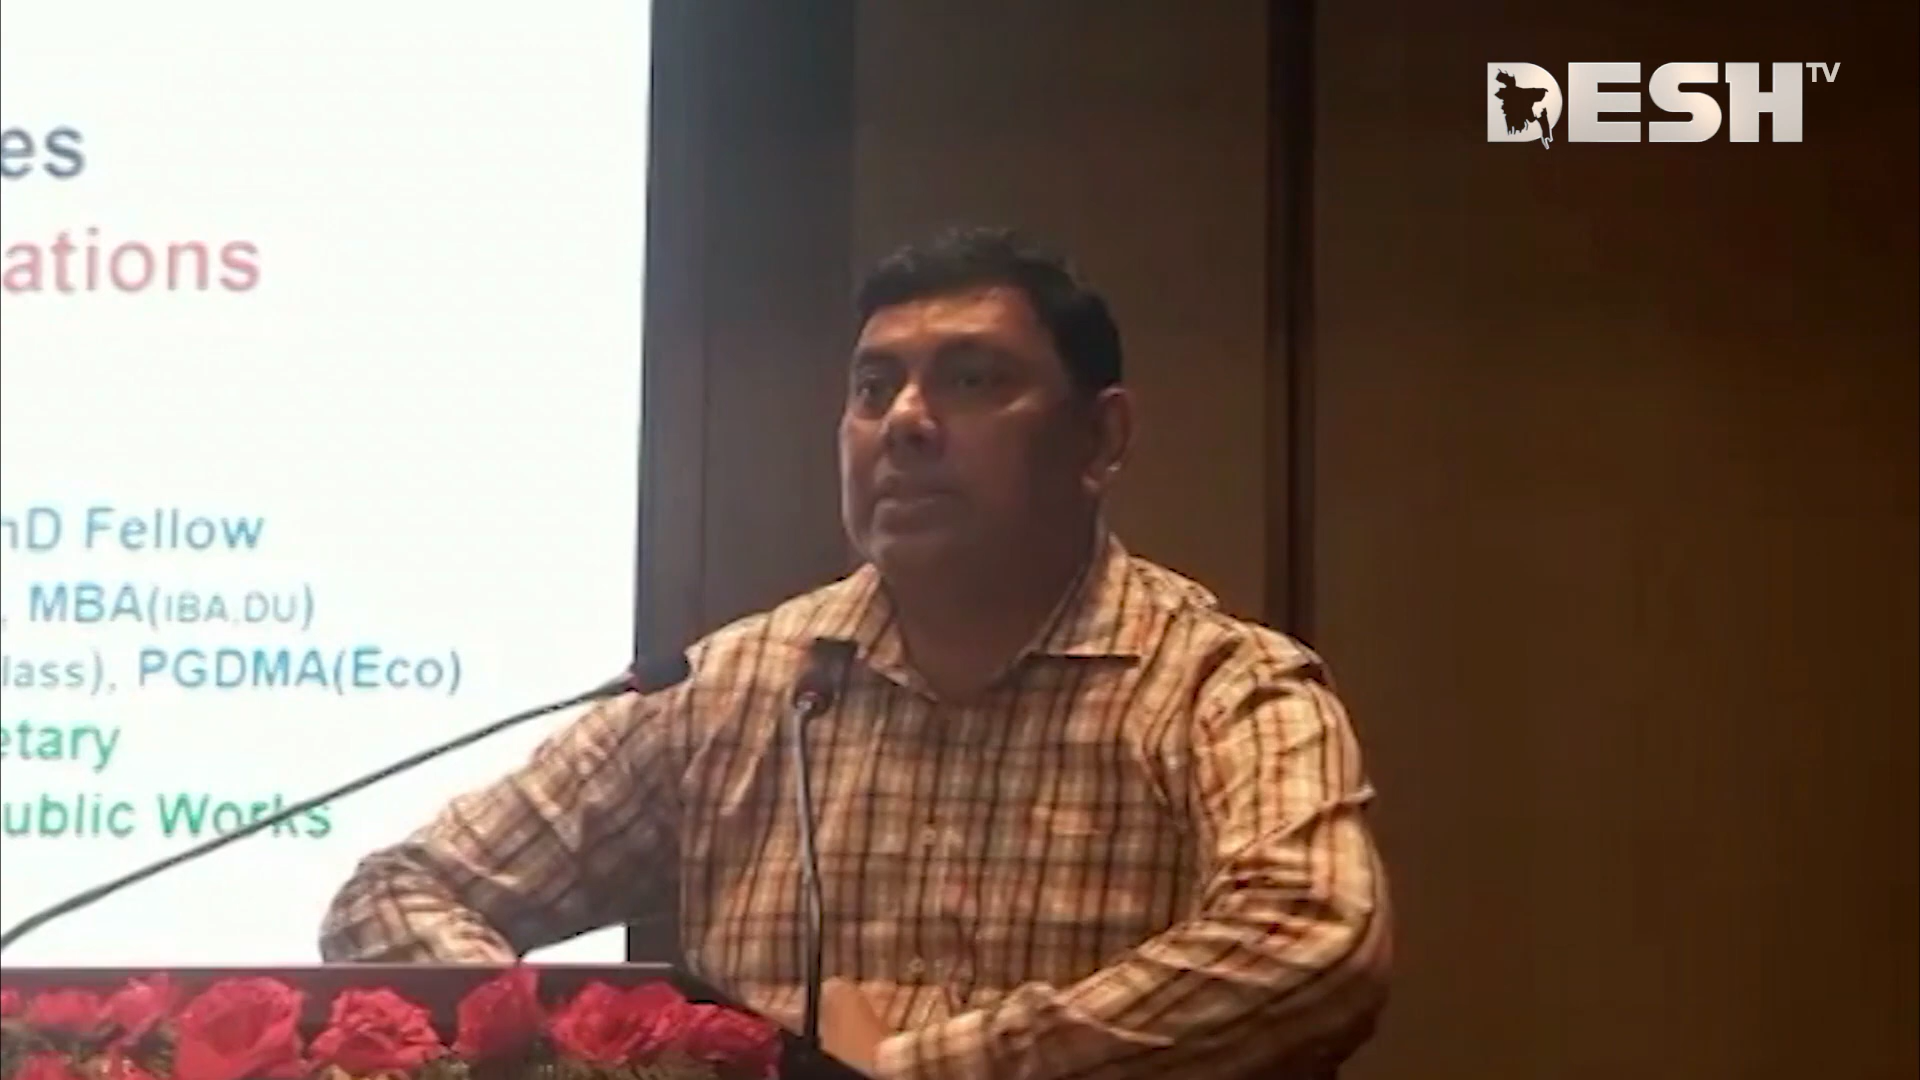 DESH TV
es
ations
hD Fellow
, MBA(IBA.DU)
lass), PGDMA(Eco)
etary
ublic Works